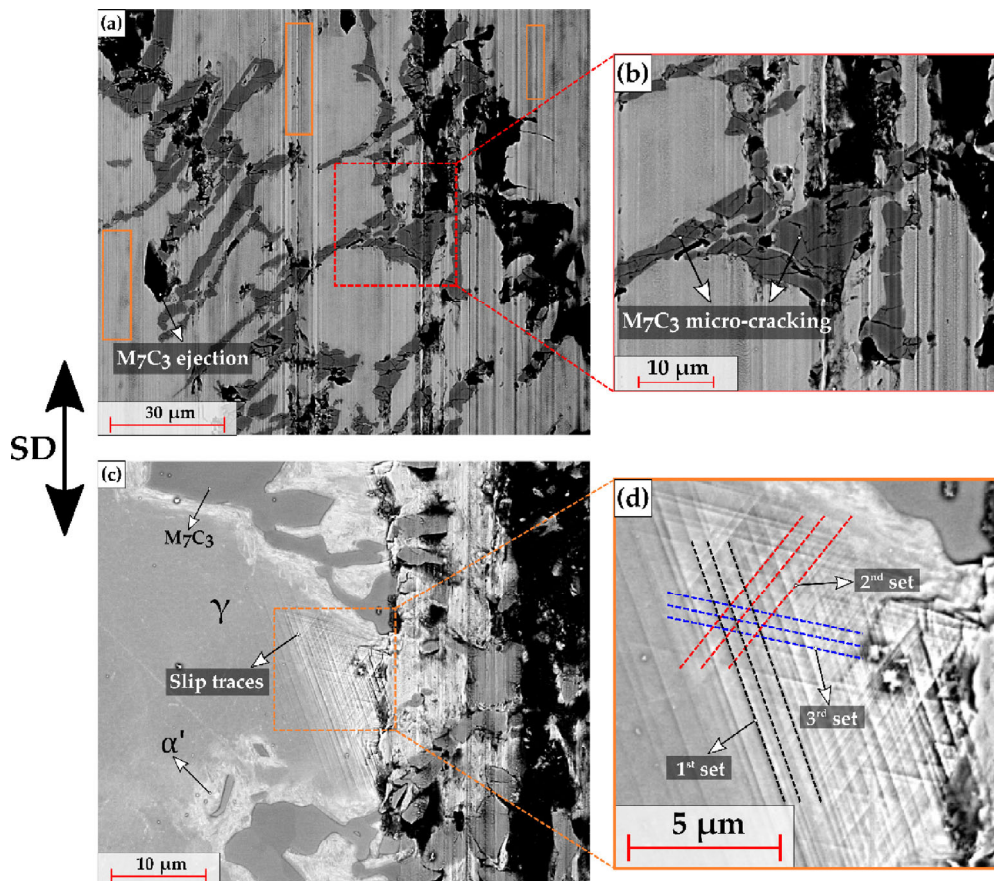 (a)
M7C3 ejection
30 μm
(b)
M7C3 micro-cracking
10 μm
SD
(c)
M7C3
γ
Slip traces
α'
10 μm
(d)
2nd set
3rd set
1st set
5 μm